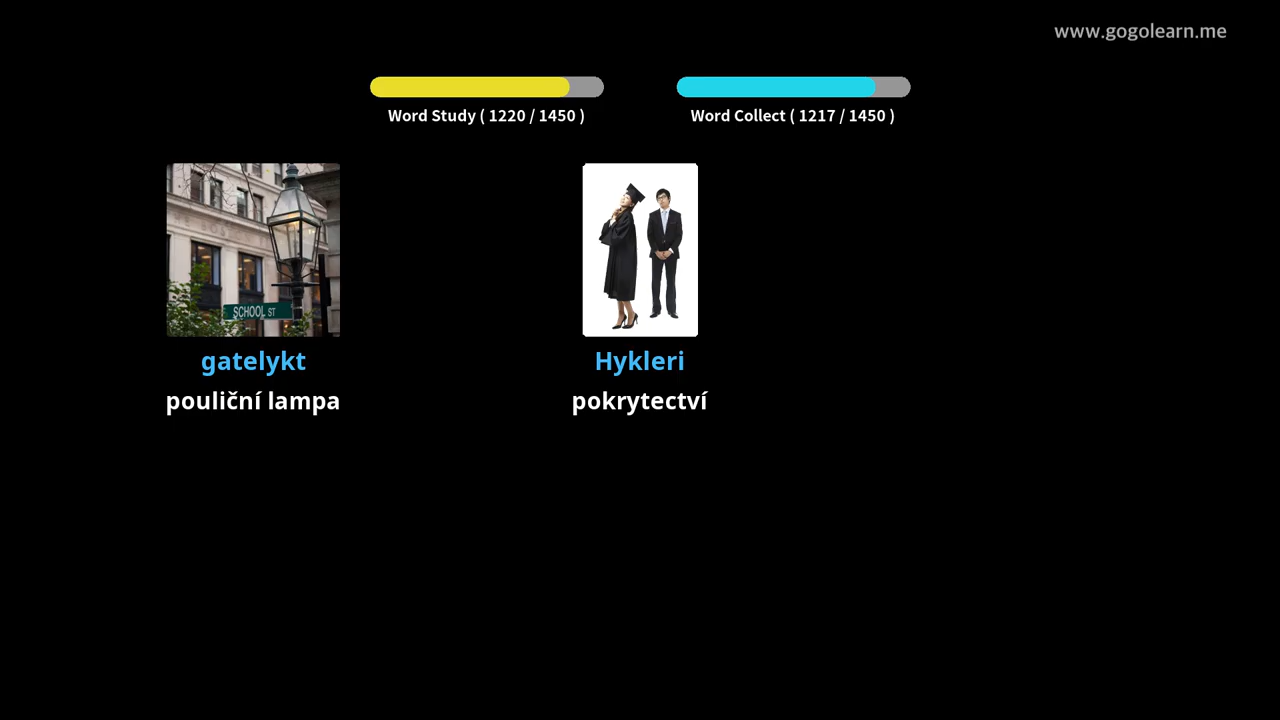 www.gogolearn.me
Word Study ( 1220 / 1450 )
Word Collect ( 1217 / 1450 )
SCHOOL ST
gatelykt
Hykleri
pouliční lampa
pokrytectví